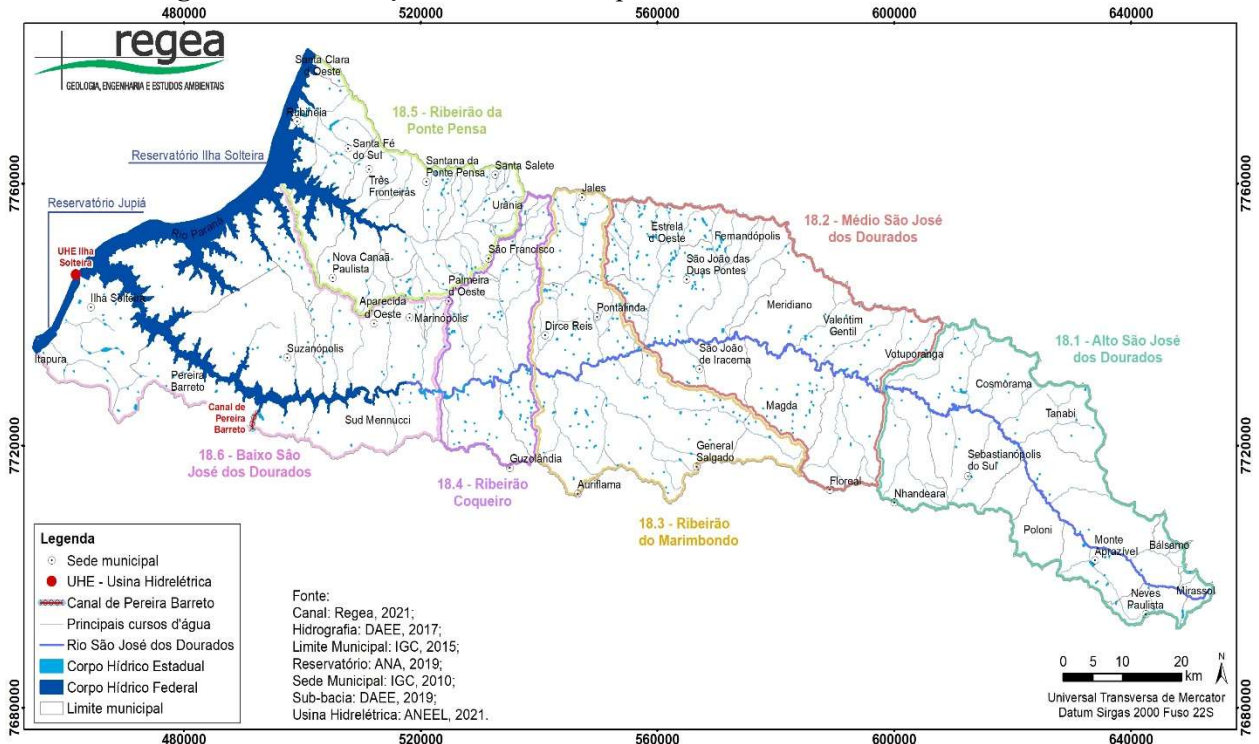 480000
520000
560000
600000
640000
regea
GEOLOGIA, ENGENHARIA E ESTUDOS AMBIENTAIS
Santa Clara
d'Oeste
Rubinéia
18.5 - Ribeirão da
Ponte Pensa
Reservatório Ilha Solteira
Santa Fé
do Sul
Santana da
Ponte Pensa
Santa Salete
Três
Fronteiras
7760000
7760000
Jales
Urânia
Reservatório Jupiá
Rio Paraná
18.2 - Médio São José
dos Dourados
Estrela
d'Oeste
Fernandópolis
São Francisco
São João das
Duas Pontes
UHE Ilha
Solteira
Nova Canaã
Paulista
Palmeira
d'Oeste
Ilha Solteira
Aparecida
d'Oeste
Marinópolis
Pontalinda
Meridiano
Valentim
Gentil
Dirce Reis
18.1 - Alto São José
dos Dourados
Itapura
Suzanápolis
São João
de Iracema
Votuporanga
Pereira
Barreto
Cosmorama
Canal de
Pereira
Barreto
Sud Mennucci
Magda
Tanabi
7720000
7720000
18.6 - Baixo São
José dos Dourados
General
Salgado
Sebastianópolis
do Sul
Guzolândia
18.4 - Ribeirão
Coqueiro
Auriflama
Floreal
Nhandeara
18.3 - Ribeirão
do Marimbondo
Poloni
Monte
Aprazível
Bálsamo
Neves
Paulista
Mirassol
Legenda
Sede municipal
UHE - Usina Hidrelétrica
Canal de Pereira Barreto
Principais cursos d'água
Rio São José dos Dourados
Corpo Hídrico Estadual
Corpo Hídrico Federal
Limite municipal
Fonte:
Canal: Regea, 2021;
Hidrografia: DAEE, 2017;
Limite Municipal: IGC, 2015;
Reservatório: ANA, 2019;
Sede Municipal: IGC, 2010;
Sub-bacia: DAEE, 2019;
Usina Hidrelétrica: ANEEL, 2021.
N
0 5 10 20
km
Universal Transversa de Mercator
Datum Sirgas 2000 Fuso 22S
7680000
7680000
480000
520000
560000
600000
640000